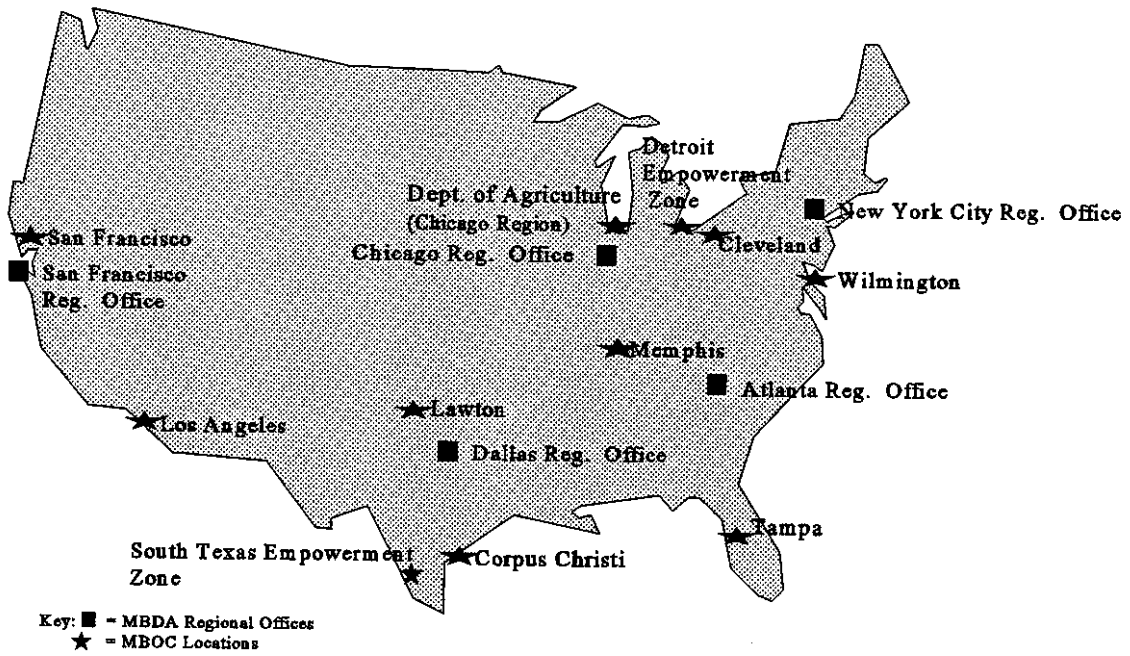 Detroit
Empowerment
Zone
Dept. of Agriculture
(Chicago Region)
New York City Reg. Office
San Francisco
Cleveland
Chicago Reg. Office
San Francisco
Reg. Office
Wilmington
Memphis
Atlanta Reg. Office
Lawton
Los Angeles
Dallas Reg. Office
Tampa
South Texas Empowerment
Zone
Corpus Christi
Key: ■ = MBDA Regional Offices
★ = MBOC Locations